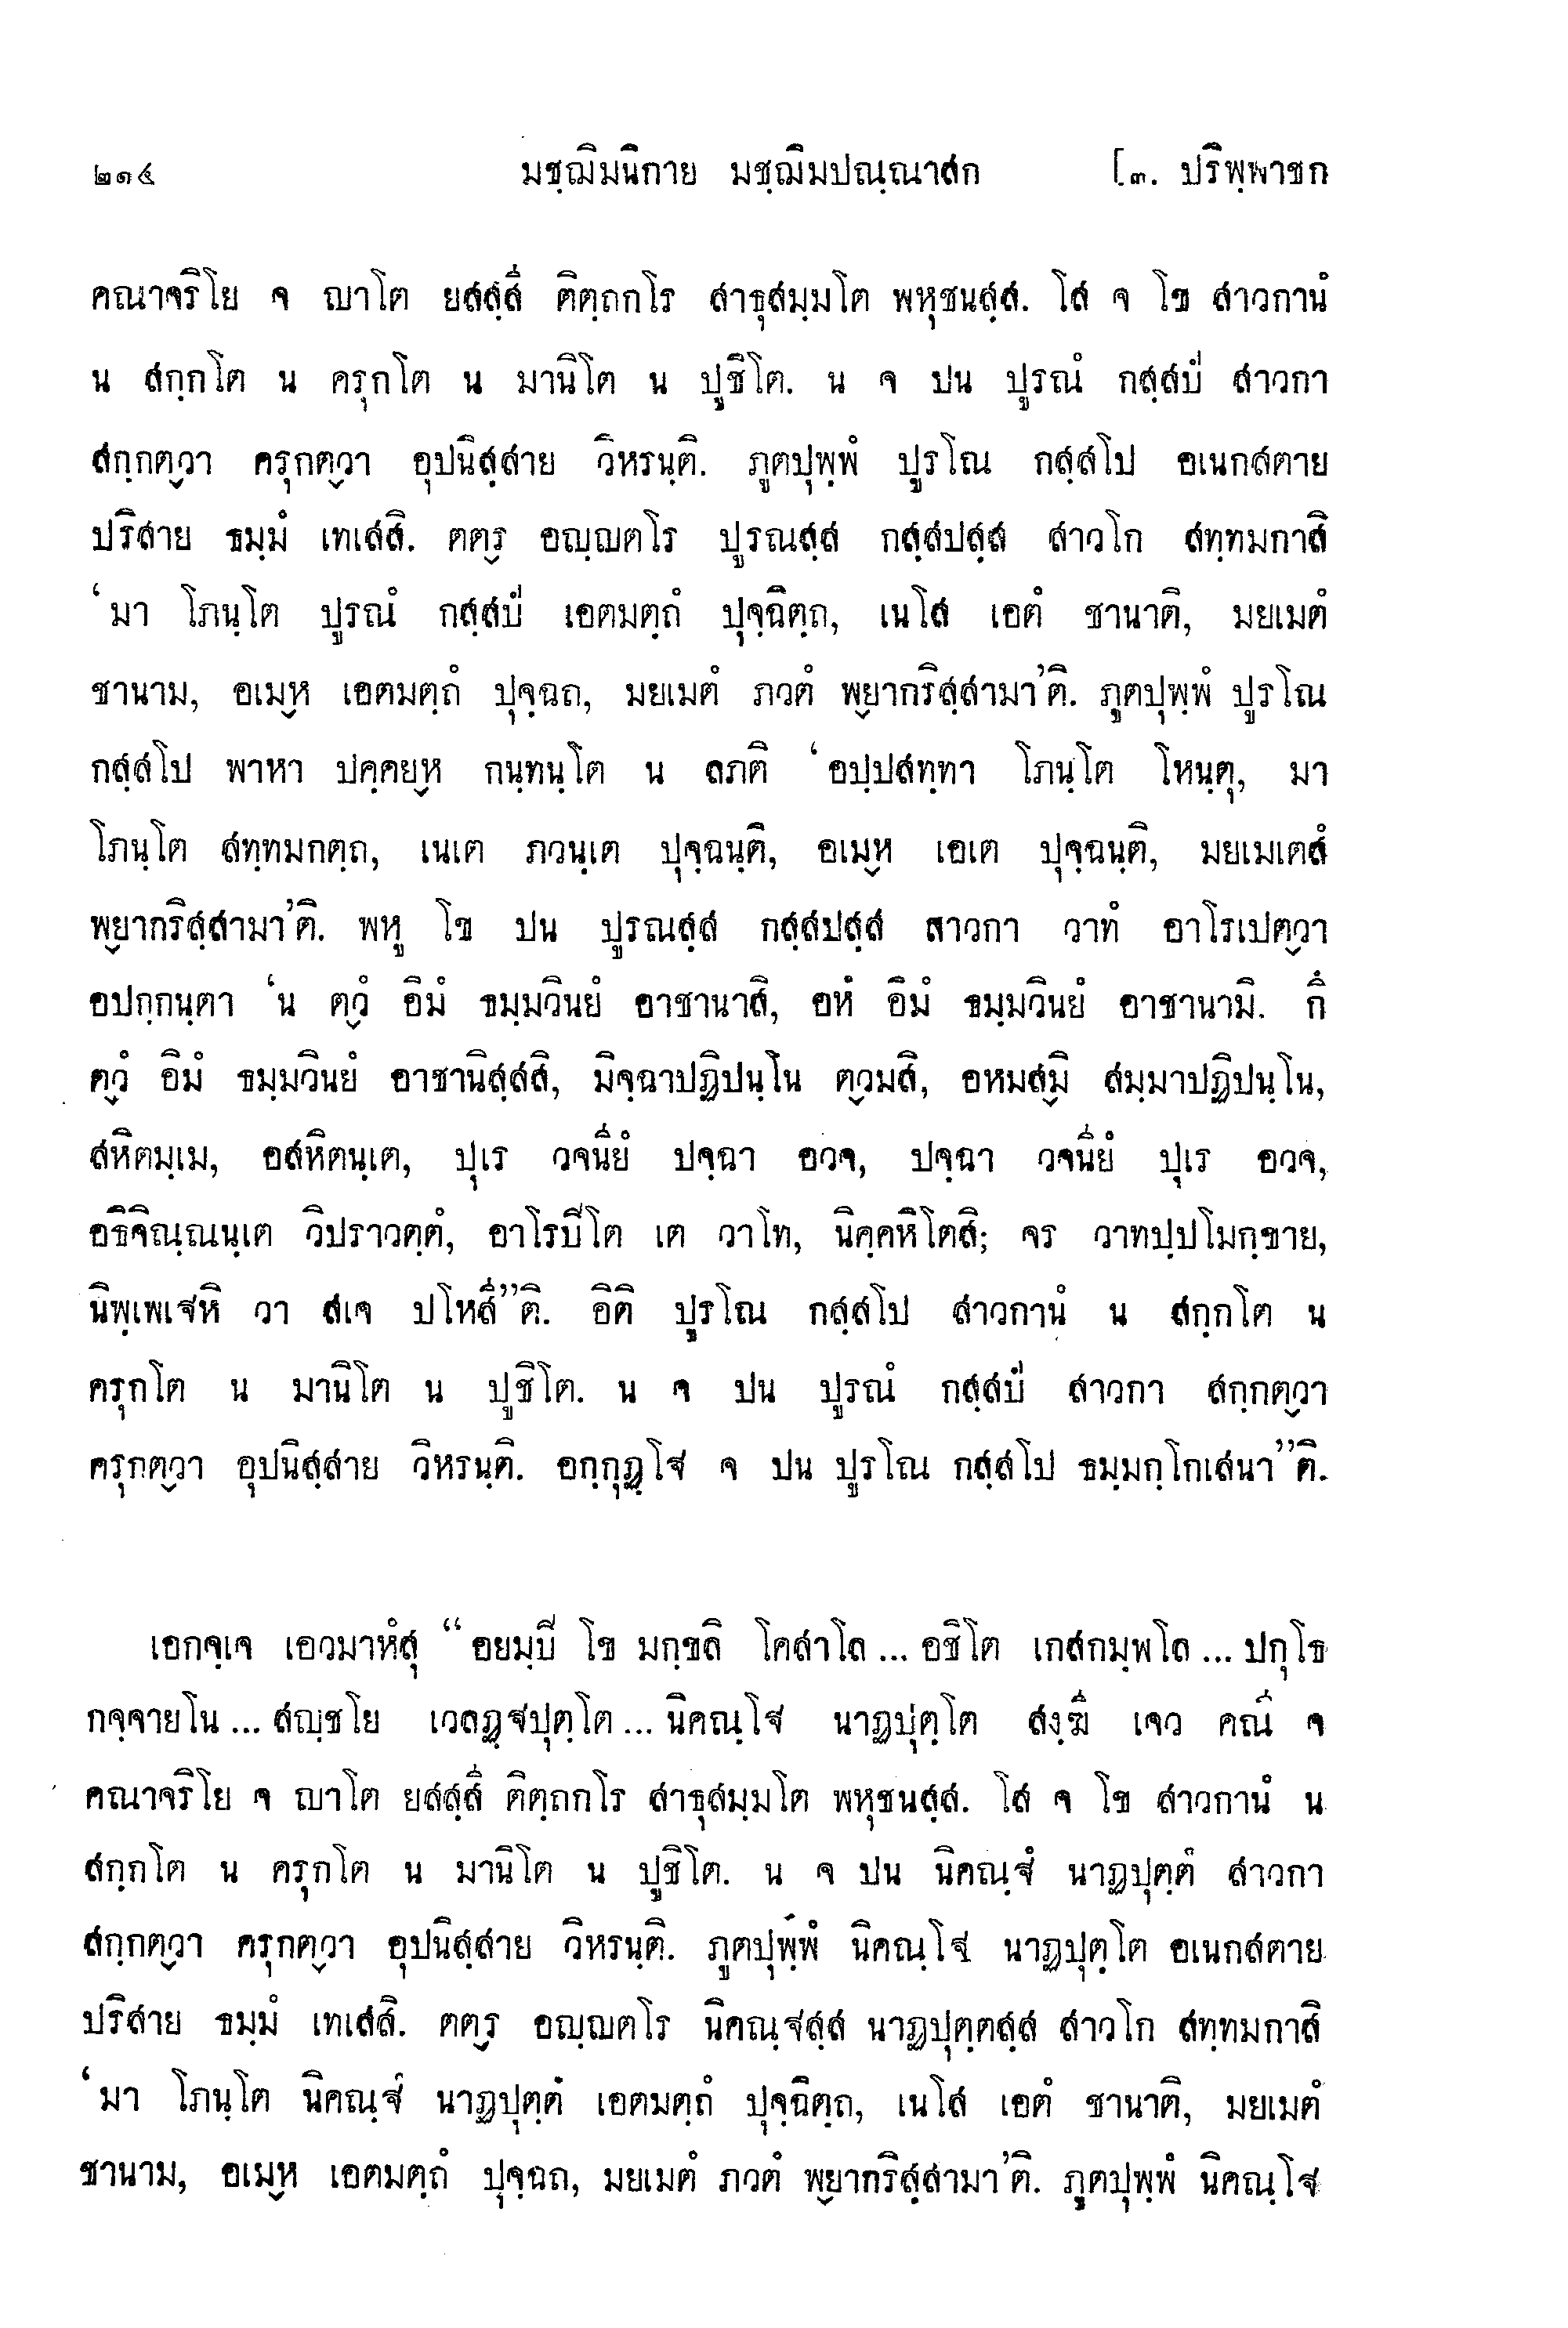 ๒๑๔ มชฺฌิมนิกาย มชฺฌิมปณฺณาสก [๓. ปริพฺพาชก
คณาจริโย จ ญาโต ยสสฺสี ติตฺถกโร สาธุสมฺมโต พหุชนสฺส. โส จ โข สาวกานํ
น สกฺกโต น ครุกโต น มานิโต น ปูชิโต. น จ ปน ปูรณํ กสฺสปํ สาวกา
สกฺกตฺวา ครุกตฺวา อุปนิสฺสาย วิหรนฺติ. ภูตปุพฺพํ ปูรโณ กสฺสโป อเนกสตาย
ปริสาย ธมฺมํ เทเสสิ. ตตฺร อญฺญตโร ปูรณสฺส กสฺสปสฺส สาวโก สทฺทมกาสิ
‘มา โภนฺโต ปูรณํ กสฺสปํ เอตมตฺถํ ปุจฺฉิตฺถ, เนโส เอตํ ชานาติ, มยเมตํ
ชานาม, อเมฺห เอตมตฺถํ ปุจฺฉถ, มยเมตํ ภวตํ พฺยากริสฺสามา’ติ. ภูตปุพฺพํ ปูรโณ
กสฺสโป พาหา ปคฺคยฺห กนฺทนฺโต น ลภติ ‘อปฺปสทฺทา โภนฺโต โหนฺตุ, มา
โภนฺโต สทฺทมกตฺถ, เนเต ภวนฺเต ปุจฺฉนฺติ, อเมฺห เอเต ปุจฺฉนฺติ, มยเมเตสํ
พฺยากริสฺสามา’ติ. พหู โข ปน ปูรณสฺส กสฺสปสฺส สาวกา วาทํ อาโรเปตฺวา
อปกฺกนฺตา ‘น ตฺวํ อิมํ ธมฺมวินยํ อาชานาสิ, อหํ อิมํ ธมฺมวินยํ อาชานามิ. กึ
ตฺวํ อิมํ ธมฺมวินยํ อาชานิสฺสสิ, มิจฺฉาปฏิปนฺโน ตฺวมสิ, อหมสฺมิ สมฺมาปฏิปนฺโน,
สหิตมฺเม, อสหิตนฺเต, ปุเร วจนียํ ปจฺฉา อวจ, ปจฺฉา วจนียํ ปุเร อวจ,
อธิจิณฺณนฺเต วิปราวตฺตํ, อาโรปิโต เต วาโท, นิคฺคหิโตสิ; จร วาทปฺปโมกฺขาย,
นิพฺเพเฐหิ วา สเจ ปโหสี”ติ. อิติ ปูรโณ กสฺสโป สาวกานํ น สกฺกโต น
ครุกโต น มานิโต น ปูชิโต. น จ ปน ปูรณํ กสฺสปํ สาวกา สกฺกตฺวา
ครุกตฺวา อุปนิสฺสาย วิหรนฺติ. อกฺกุฏฺโฐ จ ปน ปูรโณ กสฺสโป ธมฺมกฺโกเสนา”ติ.
เอกจฺเจ เอวมาหํสุ “อยมฺปิ โข มกฺขลิ โคสาโล ... อชิโต เกสกมฺพโล ... ปกุโธ
กจฺจายโน ... สญฺชโย เวลฏฺฐปุตฺโต ... นิคณฺโฐ นาฏปุตฺโต สงฺฆี เจว คณี จ
คณาจริโย จ ญาโต ยสสฺสี ติตฺถกโร สาธุสมฺมโต พหุชนสฺส. โส จ โข สาวกานํ น
สกฺกโต น ครุกโต น มานิโต น ปูชิโต. น จ ปน นิคณฺฐํ นาฏปุตฺตํ สาวกา
สกฺกตฺวา ครุกตฺวา อุปนิสฺสาย วิหรนฺติ. ภูตปุพฺพํ นิคณฺโฐ นาฏปุตฺโต อเนกสตาย
ปริสาย ธมฺมํ เทเสสิ. ตตฺร อญฺญตโร นิคณฺฐสฺส นาฏปุตฺตสฺส สาวโก สทฺทมกาสิ
‘มา โภนฺโต นิคณฺฐํ นาฏปุตฺตํ เอตมตฺถํ ปุจฺฉิตฺถ, เนโส เอตํ ชานาติ, มยเมตํ
ชานาม, อเมฺห เอตมตฺถํ ปุจฺฉถ, มยเมตํ ภวตํ พฺยากริสฺสามา’ติ. ภูตปุพฺพํ นิคณฺโฐ